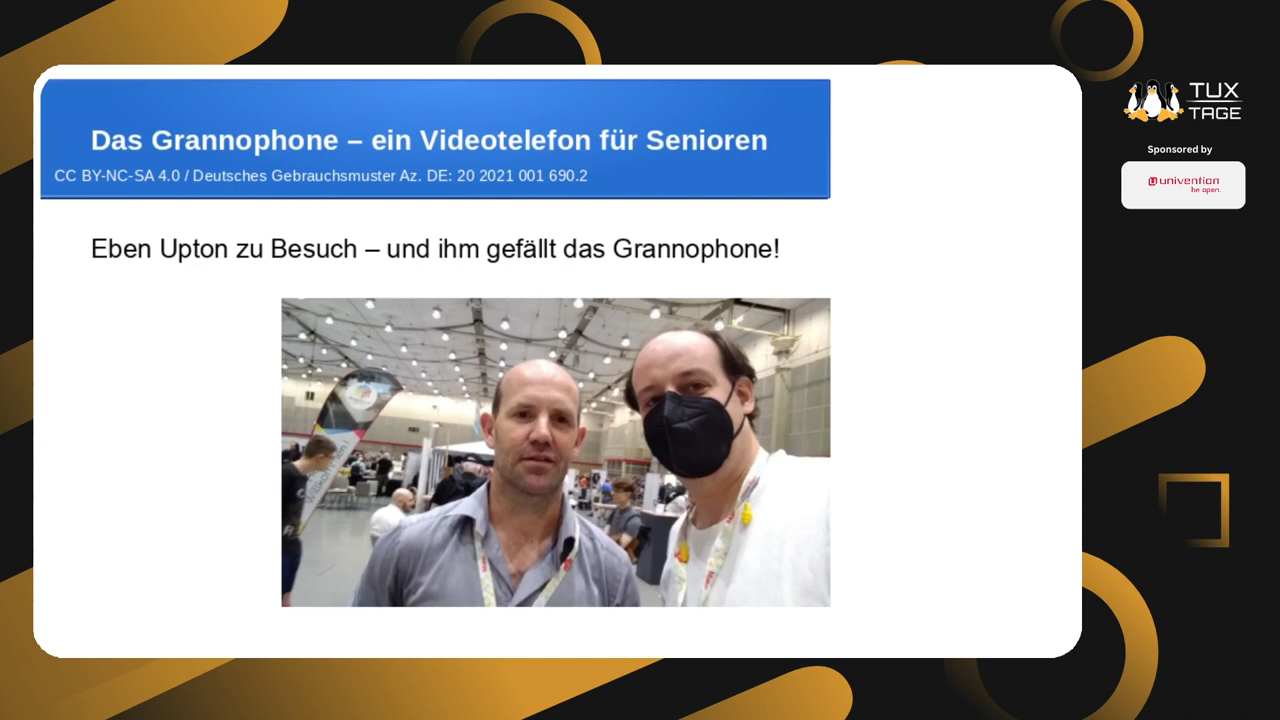 Das Grannophone – ein Videotelefon für Senioren
CC BY-NC-SA 4.0 / Deutsches Gebrauchsmuster Az. DE: 20 2021 001 690.2
Eben Upton zu Besuch – und ihm gefällt das Grannophone!
TUX
TAGE
Sponsored by
univention
be open.